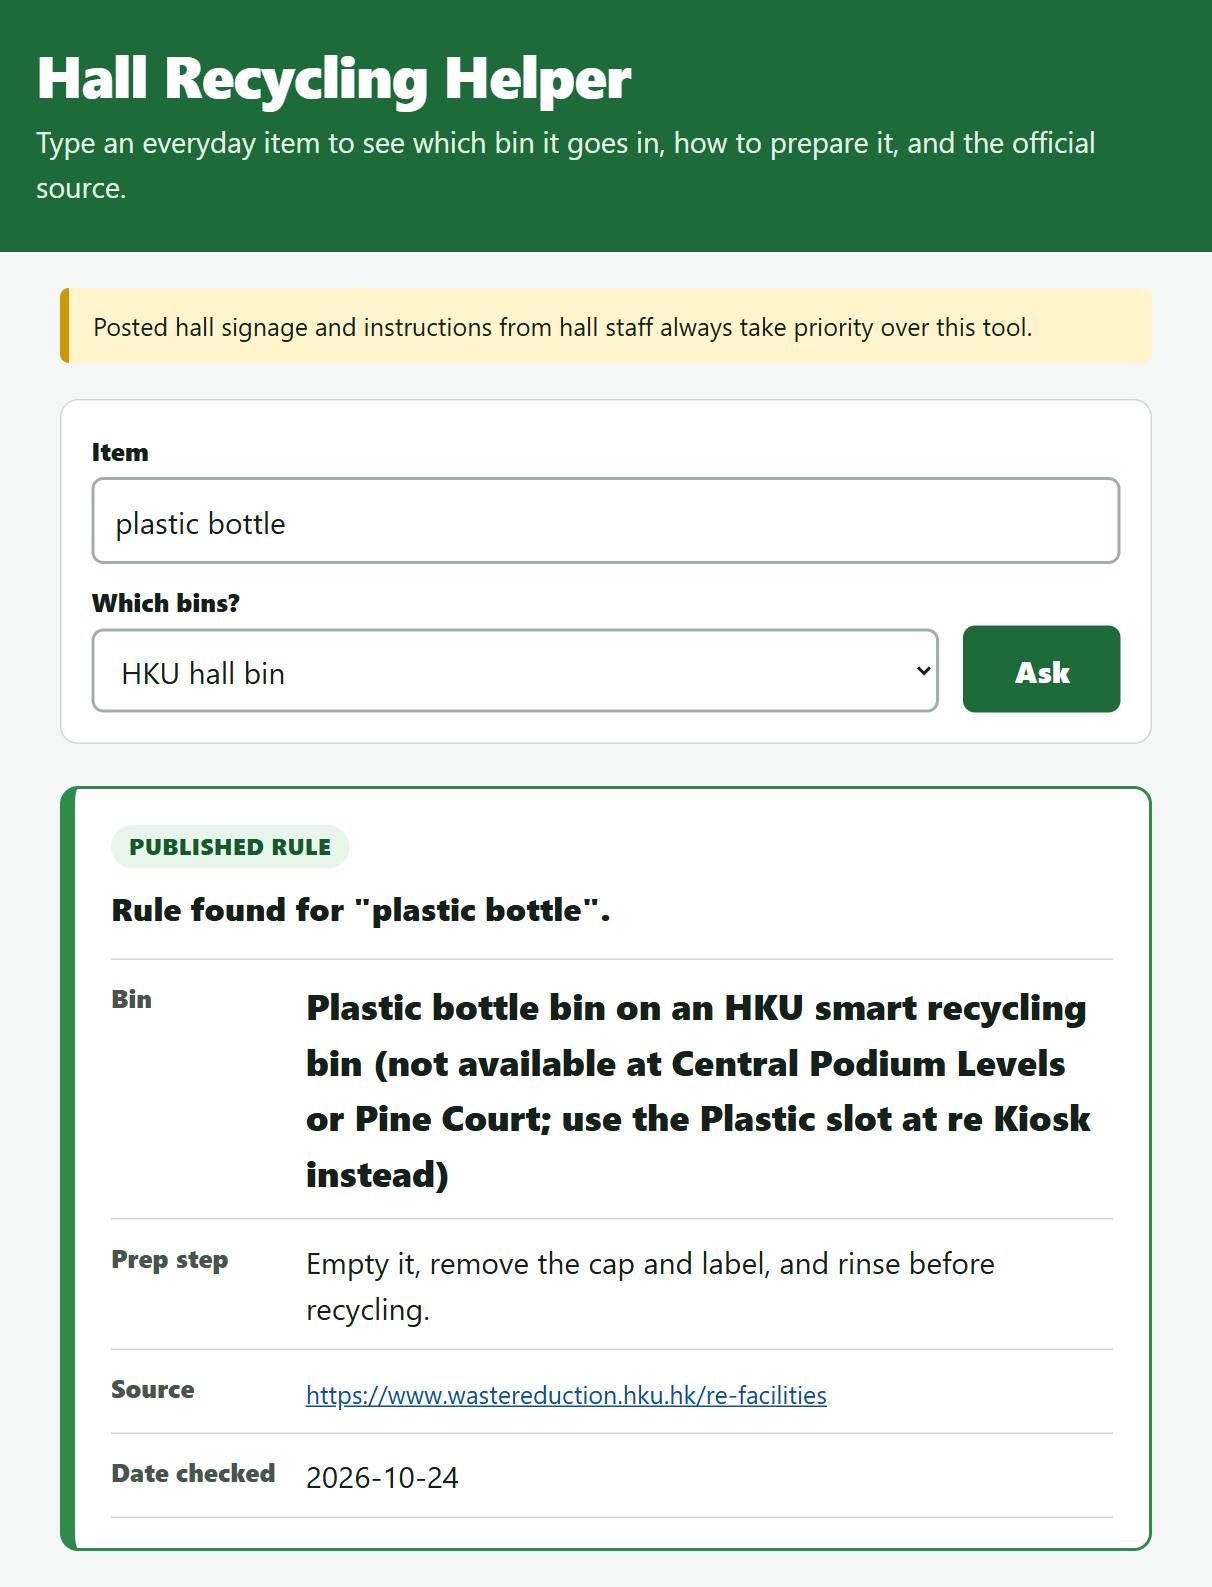 Hall Recycling Helper
Type an everyday item to see which bin it goes in, how to prepare it, and the official
source.
Posted hall signage and instructions from hall staff always take priority over this tool.
Item
plastic bottle
Which bins?
HKU hall bin
Ask
PUBLISHED RULE
Rule found for "plastic bottle".
Bin
Plastic bottle bin on an HKU smart recycling
bin (not available at Central Podium Levels
or Pine Court; use the Plastic slot at re Kiosk
instead)
Prep step
Empty it, remove the cap and label, and rinse before
recycling.
Source
https://www.wastereduction.hku.hk/re-facilities
Date checked
2026-10-24